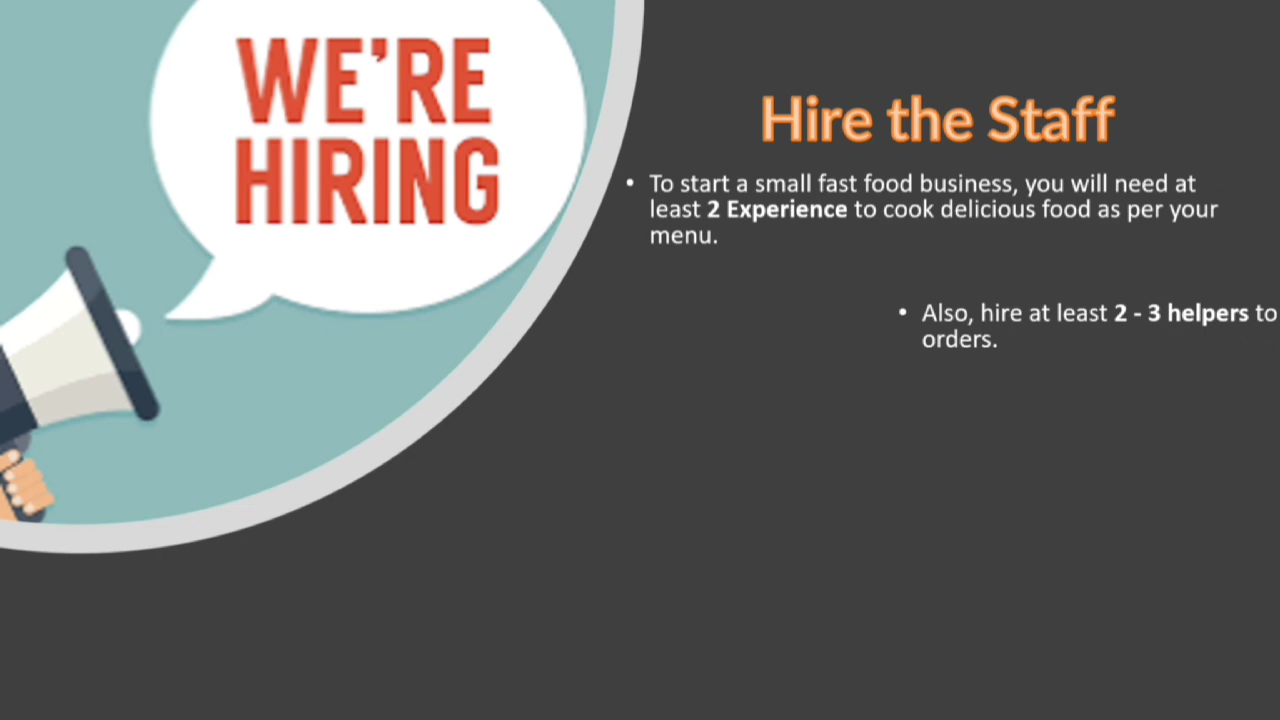 WE'RE
HIRING
Hire the Staff
• To start a small fast food business, you will need at
least 2 Experience to cook delicious food as per your
menu.
• Also, hire at least 2 - 3 helpers to
orders.